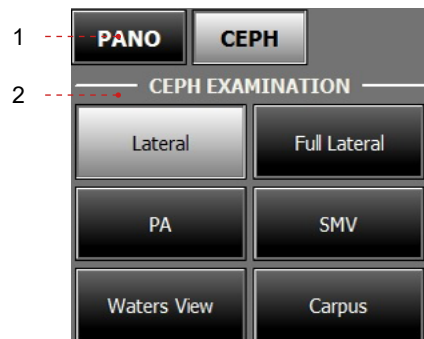 1 PANO CEPH
2 CEPH EXAMINATION
Lateral Full Lateral
PA SMV
Waters View Carpus